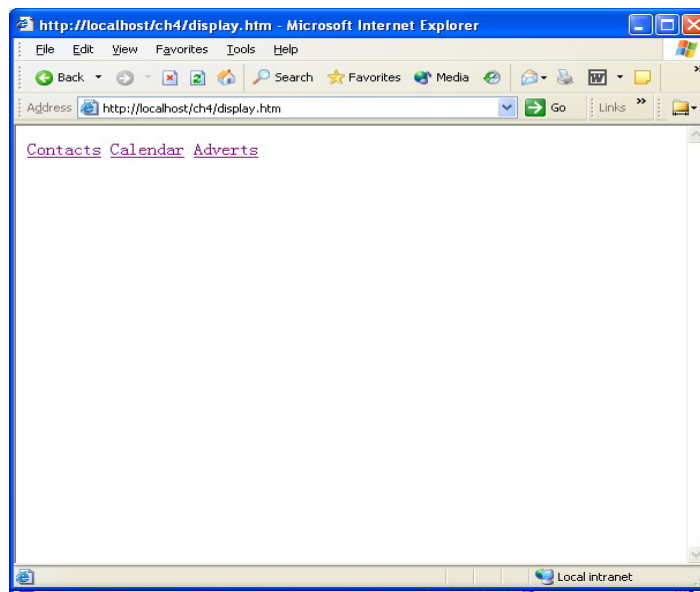 http://localhost/ch4/display.htm - Microsoft Internet Explorer
File Edit View Favorites Tools Help
Back Search Favorites Media »
Address http://localhost/ch4/display.htm Go Links »
Contacts Calendar Adverts
Local intranet